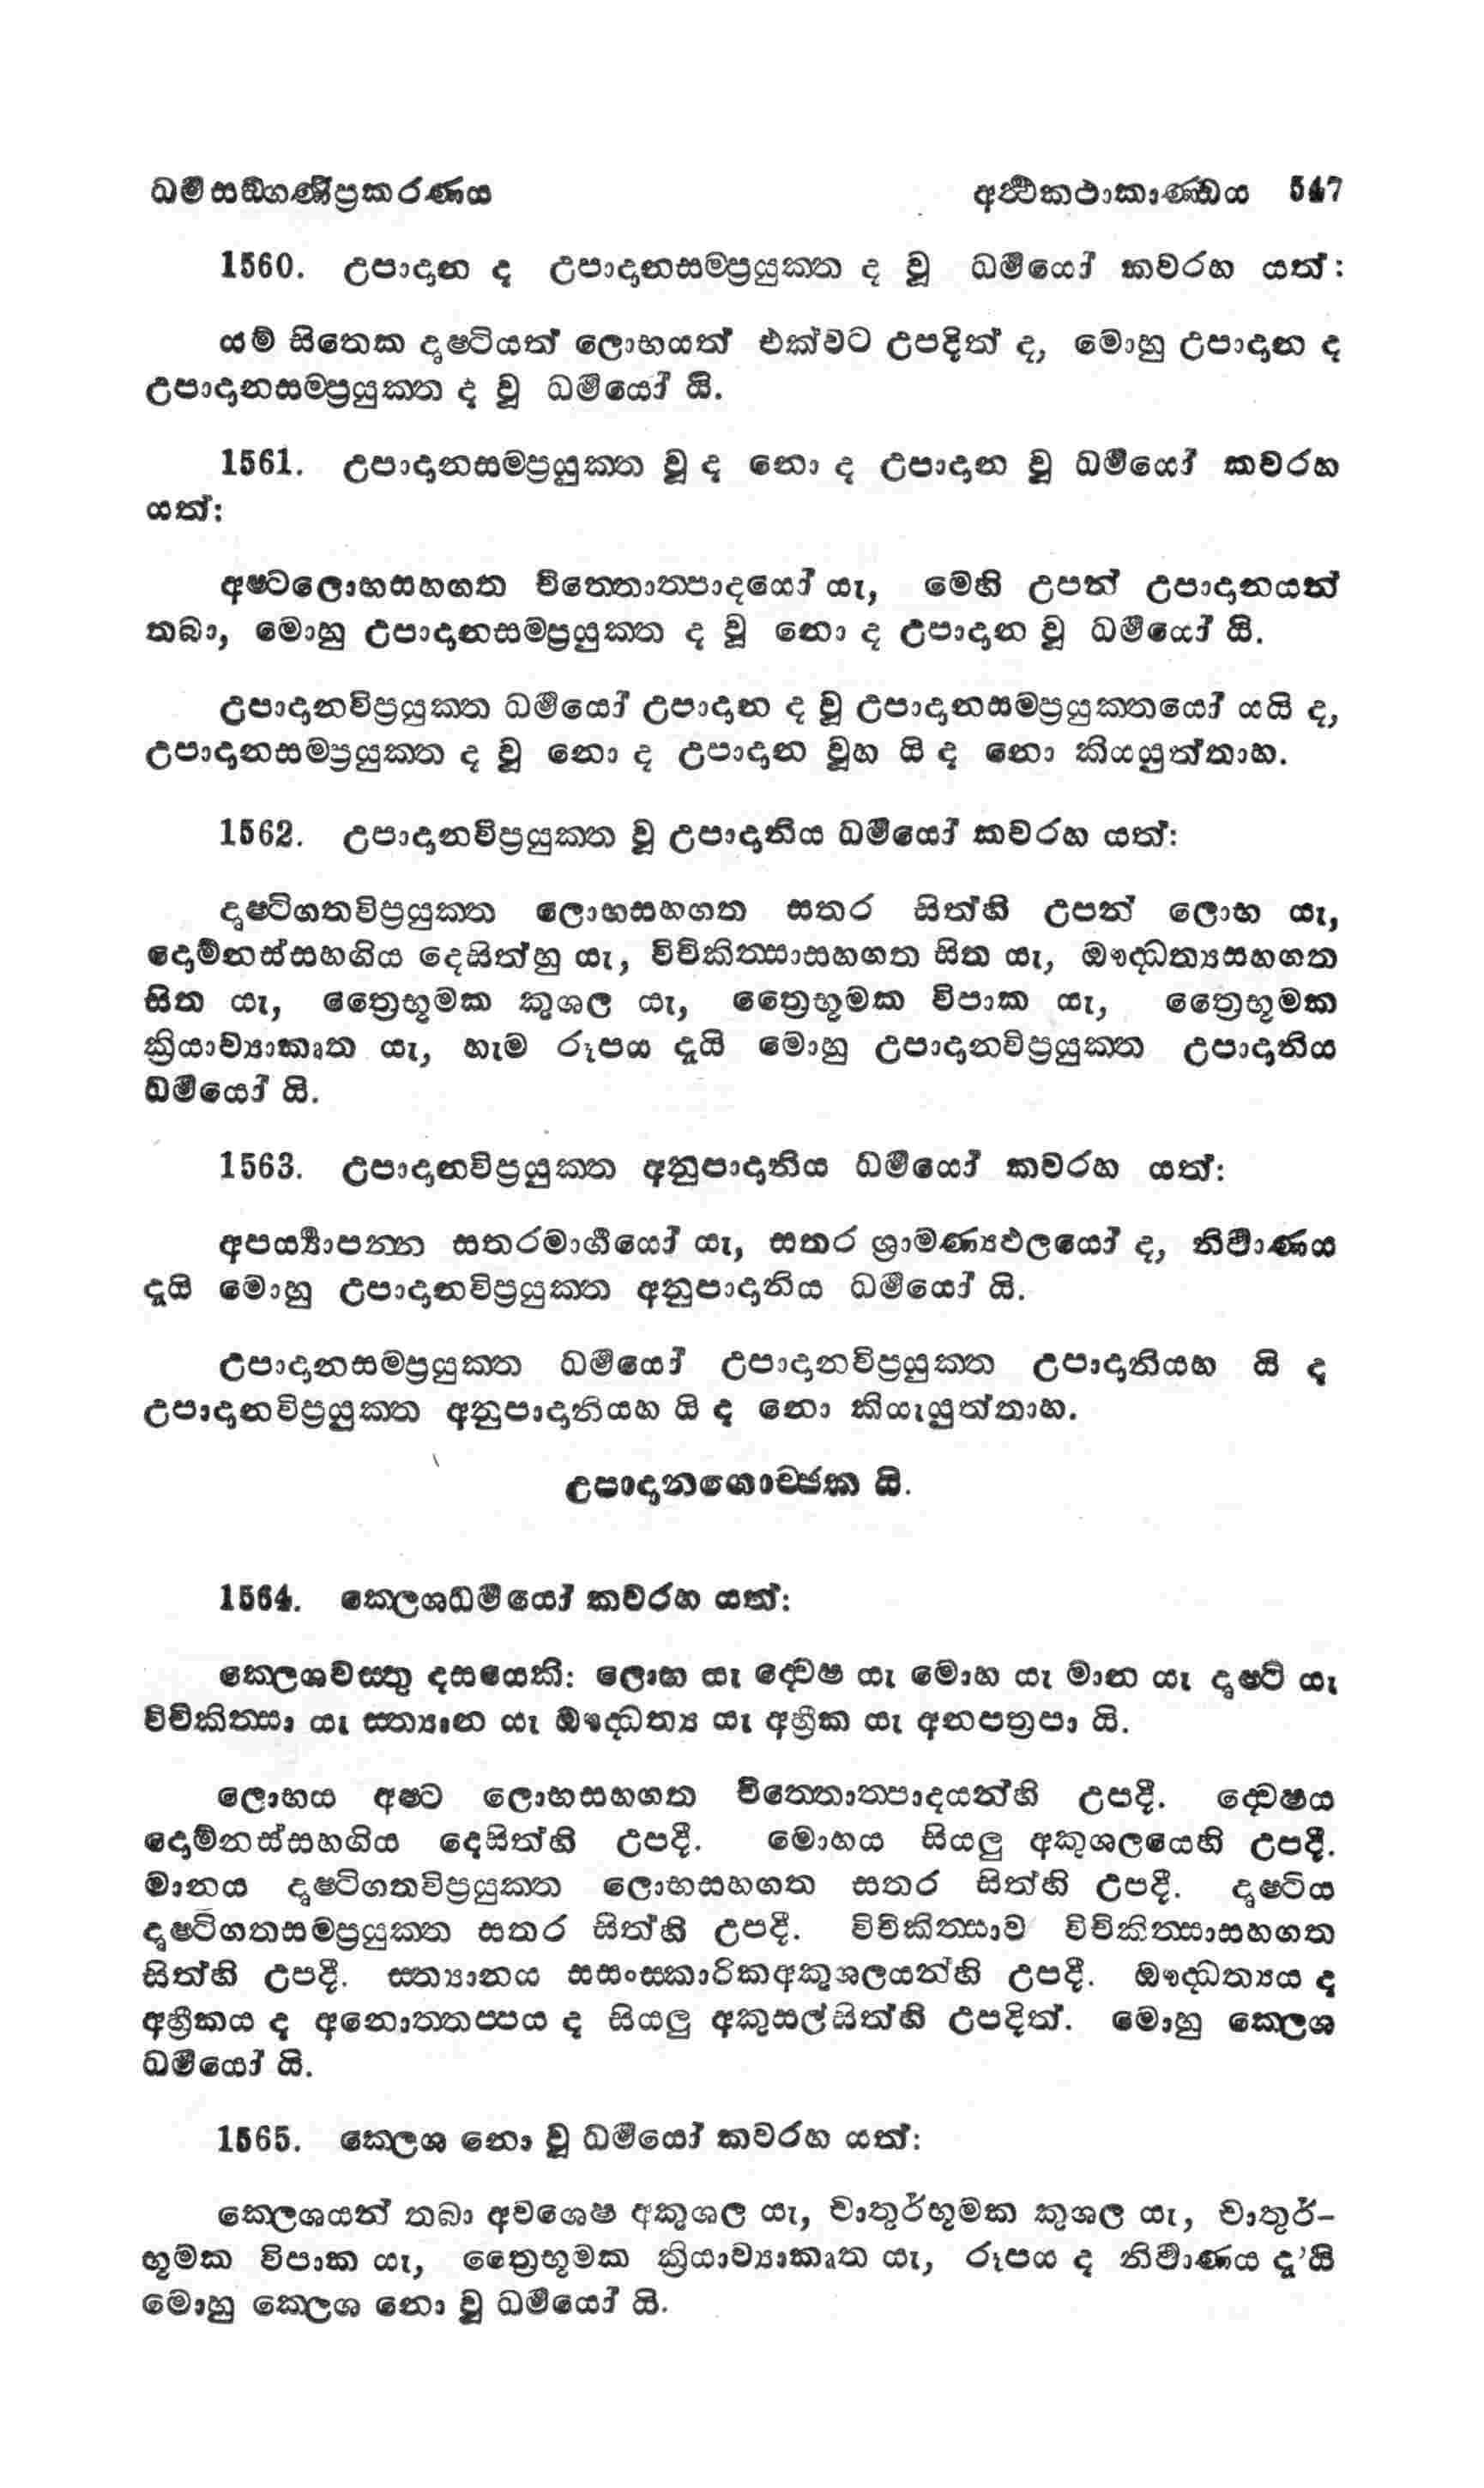 ධර්මසඞ්ගණිප්‍රකරණය අර්ත්‍ථකථාකාණ්ඩය 547
1560. උපාදාන ද උපාදානසම්ප්‍රයුක්ත ද වූ ධර්මයෝ කවරහ යත්:
යම් සිතෙක දෘෂ්ටියත් ලොභයත් එක්වට උපදිත් ද, මොහු උපාදාන ද
උපාදානසම්ප්‍රයුක්ත ද වූ ධර්මයෝ යි.
1561. උපාදානසම්ප්‍රයුක්ත වූ ද නො ද උපාදාන වූ ධර්මයෝ කවරහ
යත්:
අෂ්ටලොභසහගත චිත්තොත්පාදයෝ යැ, මෙහි උපන් උපාදානයන්
තබා, මොහු උපාදානසම්ප්‍රයුක්ත ද වූ නො ද උපාදාන වූ ධර්මයෝ යි.
උපාදානවිප්‍රයුක්ත ධර්මයෝ උපාදාන ද වූ උපාදානසම්ප්‍රයුක්තයෝ යයි ද,
උපාදානසම්ප්‍රයුක්ත ද වූ නො ද උපාදාන වූහ යි ද නො කියයුත්තාහ.
1562. උපාදානවිප්‍රයුක්ත වූ උපාදානිය ධර්මයෝ කවරහ යත්:
දෘෂ්ටිගතවිප්‍රයුක්ත ලොභසහගත සතර සිත්හි උපන් ලොභ යැ,
දොම්නස්සහගිය දෙසිත්හු යැ, විචිකිත්සාසහගත සිත යැ, ඖද්ධත්‍යසහගත
සිත යැ, ත්‍රෛභූමක කුශල යැ, ත්‍රෛභූමක විපාක යැ, ත්‍රෛභූමක
ක්‍රියාව්‍යාකෘත යැ, හැම රූපය දැයි මොහු උපාදානවිප්‍රයුක්ත උපාදානිය
ධර්මයෝ යි.
1563. උපාදානවිප්‍රයුක්ත අනුපාදානිය ධර්මයෝ කවරහ යත්:
අපර්‍ය්‍යාපන්න සතරමාර්ගයෝ යැ, සතර ශ්‍රාමණ්‍යඵලයෝ ද, නිර්වාණය
දැයි මොහු උපාදානවිප්‍රයුක්ත අනුපාදානිය ධර්මයෝ යි.
උපාදානසම්ප්‍රයුක්ත ධර්මයෝ උපාදානවිප්‍රයුක්ත උපාදානියහ යි ද
උපාදානවිප්‍රයුක්ත අනුපාදානියහ යි ද නො කියැයුත්තාහ.
උපාදානගොච්ඡක යි.
1564. ක්ලෙශධර්මයෝ කවරහ යත්:
ක්ලෙශවස්තු දසයෙකි: ලොභ යැ ද්වෙෂ යැ මොහ යැ මාන යැ දෘෂ්ටි යැ
විචිකිත්සා යැ ස්ත්‍යාන යැ ඖද්ධත්‍ය යැ අහ්‍රීක යැ අනපත්‍රපා යි.
ලොභය අෂ්ට ලොභසහගත චිත්තොත්පාදයන්හි උපදී. ද්වෙෂය
දොම්නස්සහගිය දෙසිත්හි උපදී. මොහය සියලු අකුශලයෙහි උපදී.
මානය දෘෂ්ටිගතවිප්‍රයුක්ත ලොභසහගත සතර සිත්හි උපදී. දෘෂ්ටිය
දෘෂ්ටිගතසම්ප්‍රයුක්ත සතර සිත්හි උපදී. විචිකිත්සාව විචිකිත්සාසහගත
සිත්හි උපදී. ස්ත්‍යානය සසංස්කාරිකඅකුශලයන්හි උපදී. ඖද්ධත්‍යය ද
අහ්‍රීකය ද අනොත්තප්පය ද සියලු අකුසල්සිත්හි උපදිත්. මොහු ක්ලෙශ
ධර්මයෝ යි.
1565. ක්ලෙශ නො වූ ධර්මයෝ කවරහ යත්:
ක්ලෙශයන් තබා අවශෙෂ අකුශල යැ, චාතුර්භූමක කුශල යැ, චාතුර්-
භූමක විපාක යැ, ත්‍රෛභූමක ක්‍රියාව්‍යාකෘත යැ, රූපය ද නිර්වාණය දැ'යි
මොහු ක්ලෙශ නො වූ ධර්මයෝ යි.